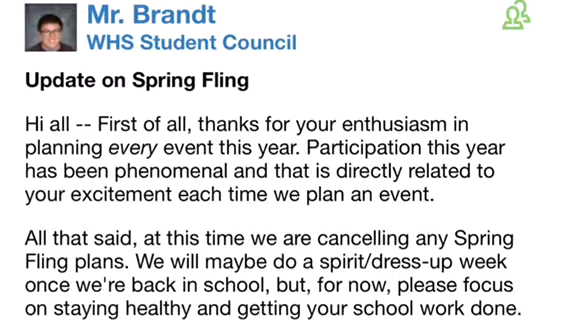 Mr. Brandt
WHS Student Council
Update on Spring Fling
Hi all -- First of all, thanks for your enthusiasm in
planning every event this year. Participation this year
has been phenomenal and that is directly related to
your excitement each time we plan an event.
All that said, at this time we are cancelling any Spring
Fling plans. We will maybe do a spirit/dress-up week
once we're back in school, but, for now, please focus
on staying healthy and getting your school work done.